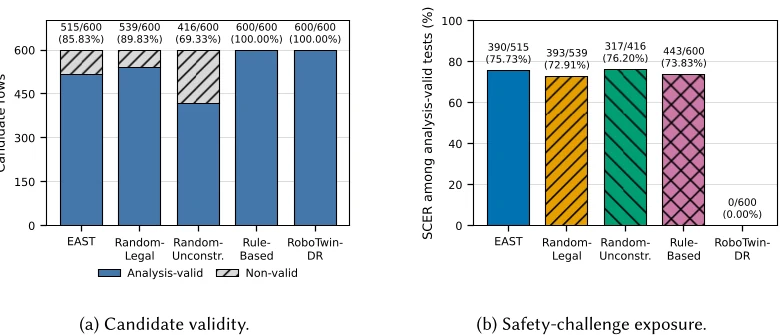 515/600 539/600 416/600 600/600 600/600
(85.83%) (89.83%) (69.33%) (100.00%) (100.00%)
600
450
300
150
0
Candidate rows
EAST Random-Legal Random-Unconstr. Rule-Based RoboTwin-DR
Analysis-valid Non-valid
(a) Candidate validity.
SCER among analysis-valid tests (%)
100
80
60
40
20
0
390/515 393/539 317/416 443/600 0/600
(75.73%) (72.91%) (76.20%) (73.83%) (0.00%)
EAST Random-Legal Random-Unconstr. Rule-Based RoboTwin-DR
(b) Safety-challenge exposure.